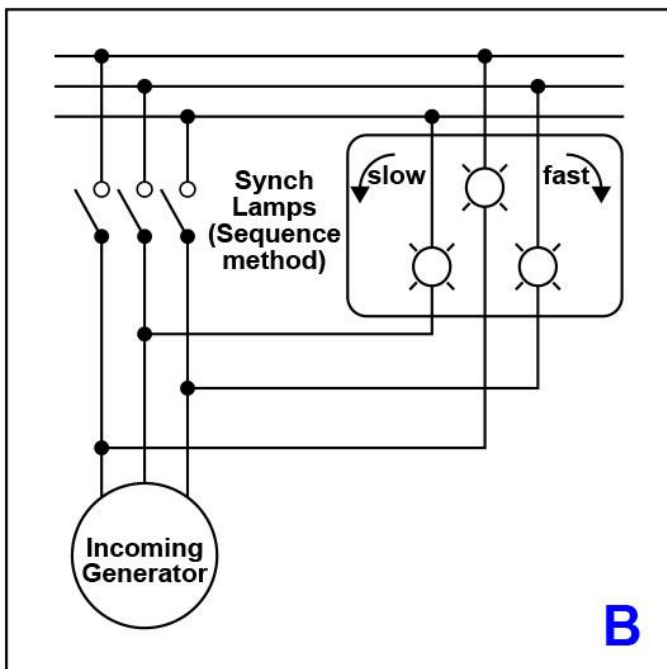 Synch
Lamps
(Sequence
method)
slow
fast
Incoming
Generator
B